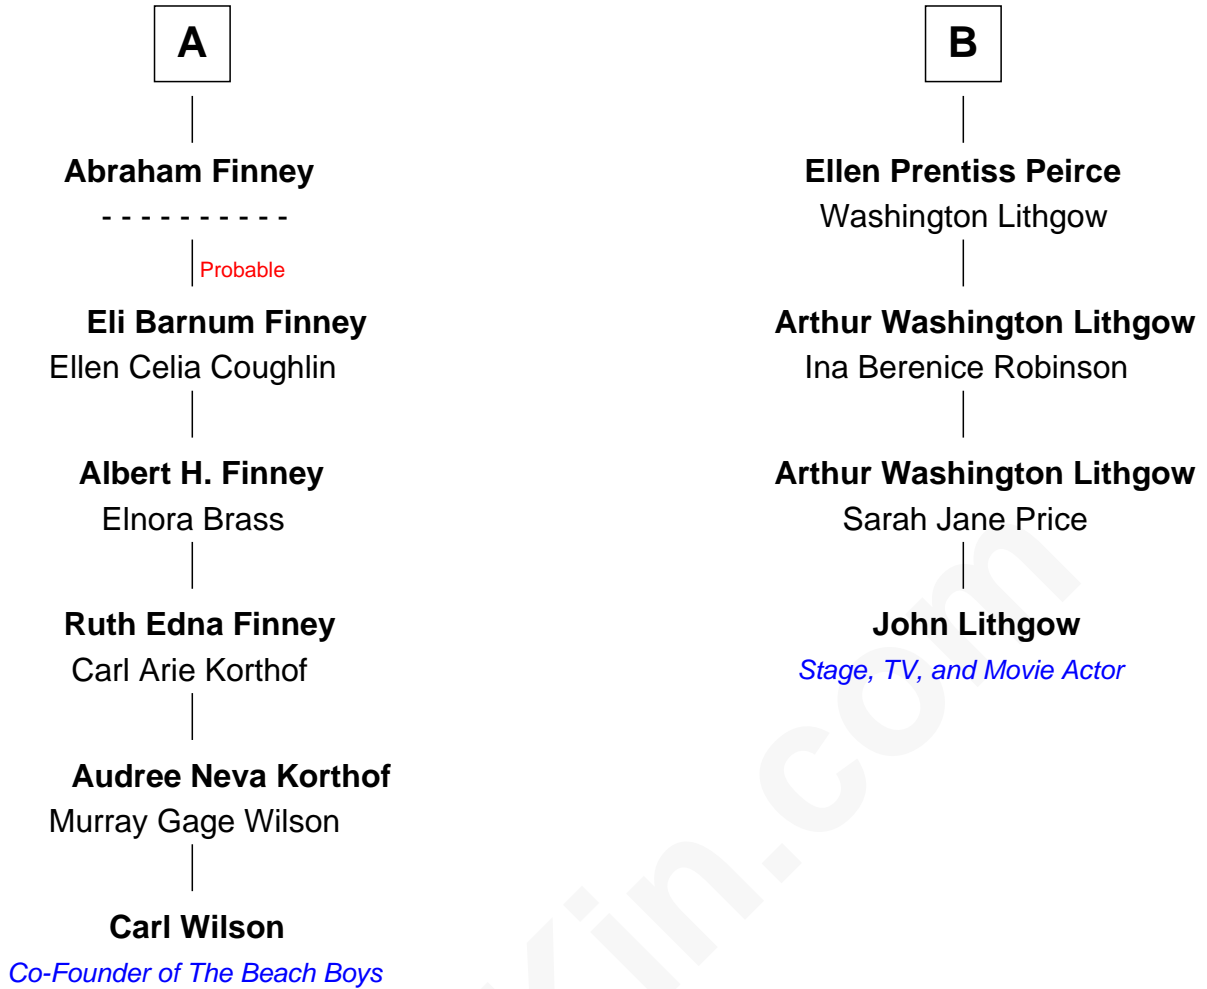 A
Abraham Finney
- - - - - - - - - -
Probable
Eli Barnum Finney
Ellen Celia Coughlin
Albert H. Finney
Elnora Brass
Ruth Edna Finney
Carl Arie Korthof
Audree Neva Korthof
Murray Gage Wilson
Carl Wilson
Co-Founder of The Beach Boys
B
Ellen Prentiss Peirce
Washington Lithgow
Arthur Washington Lithgow
Ina Berenice Robinson
Arthur Washington Lithgow
Sarah Jane Price
John Lithgow
Stage, TV, and Movie Actor
Kin.com